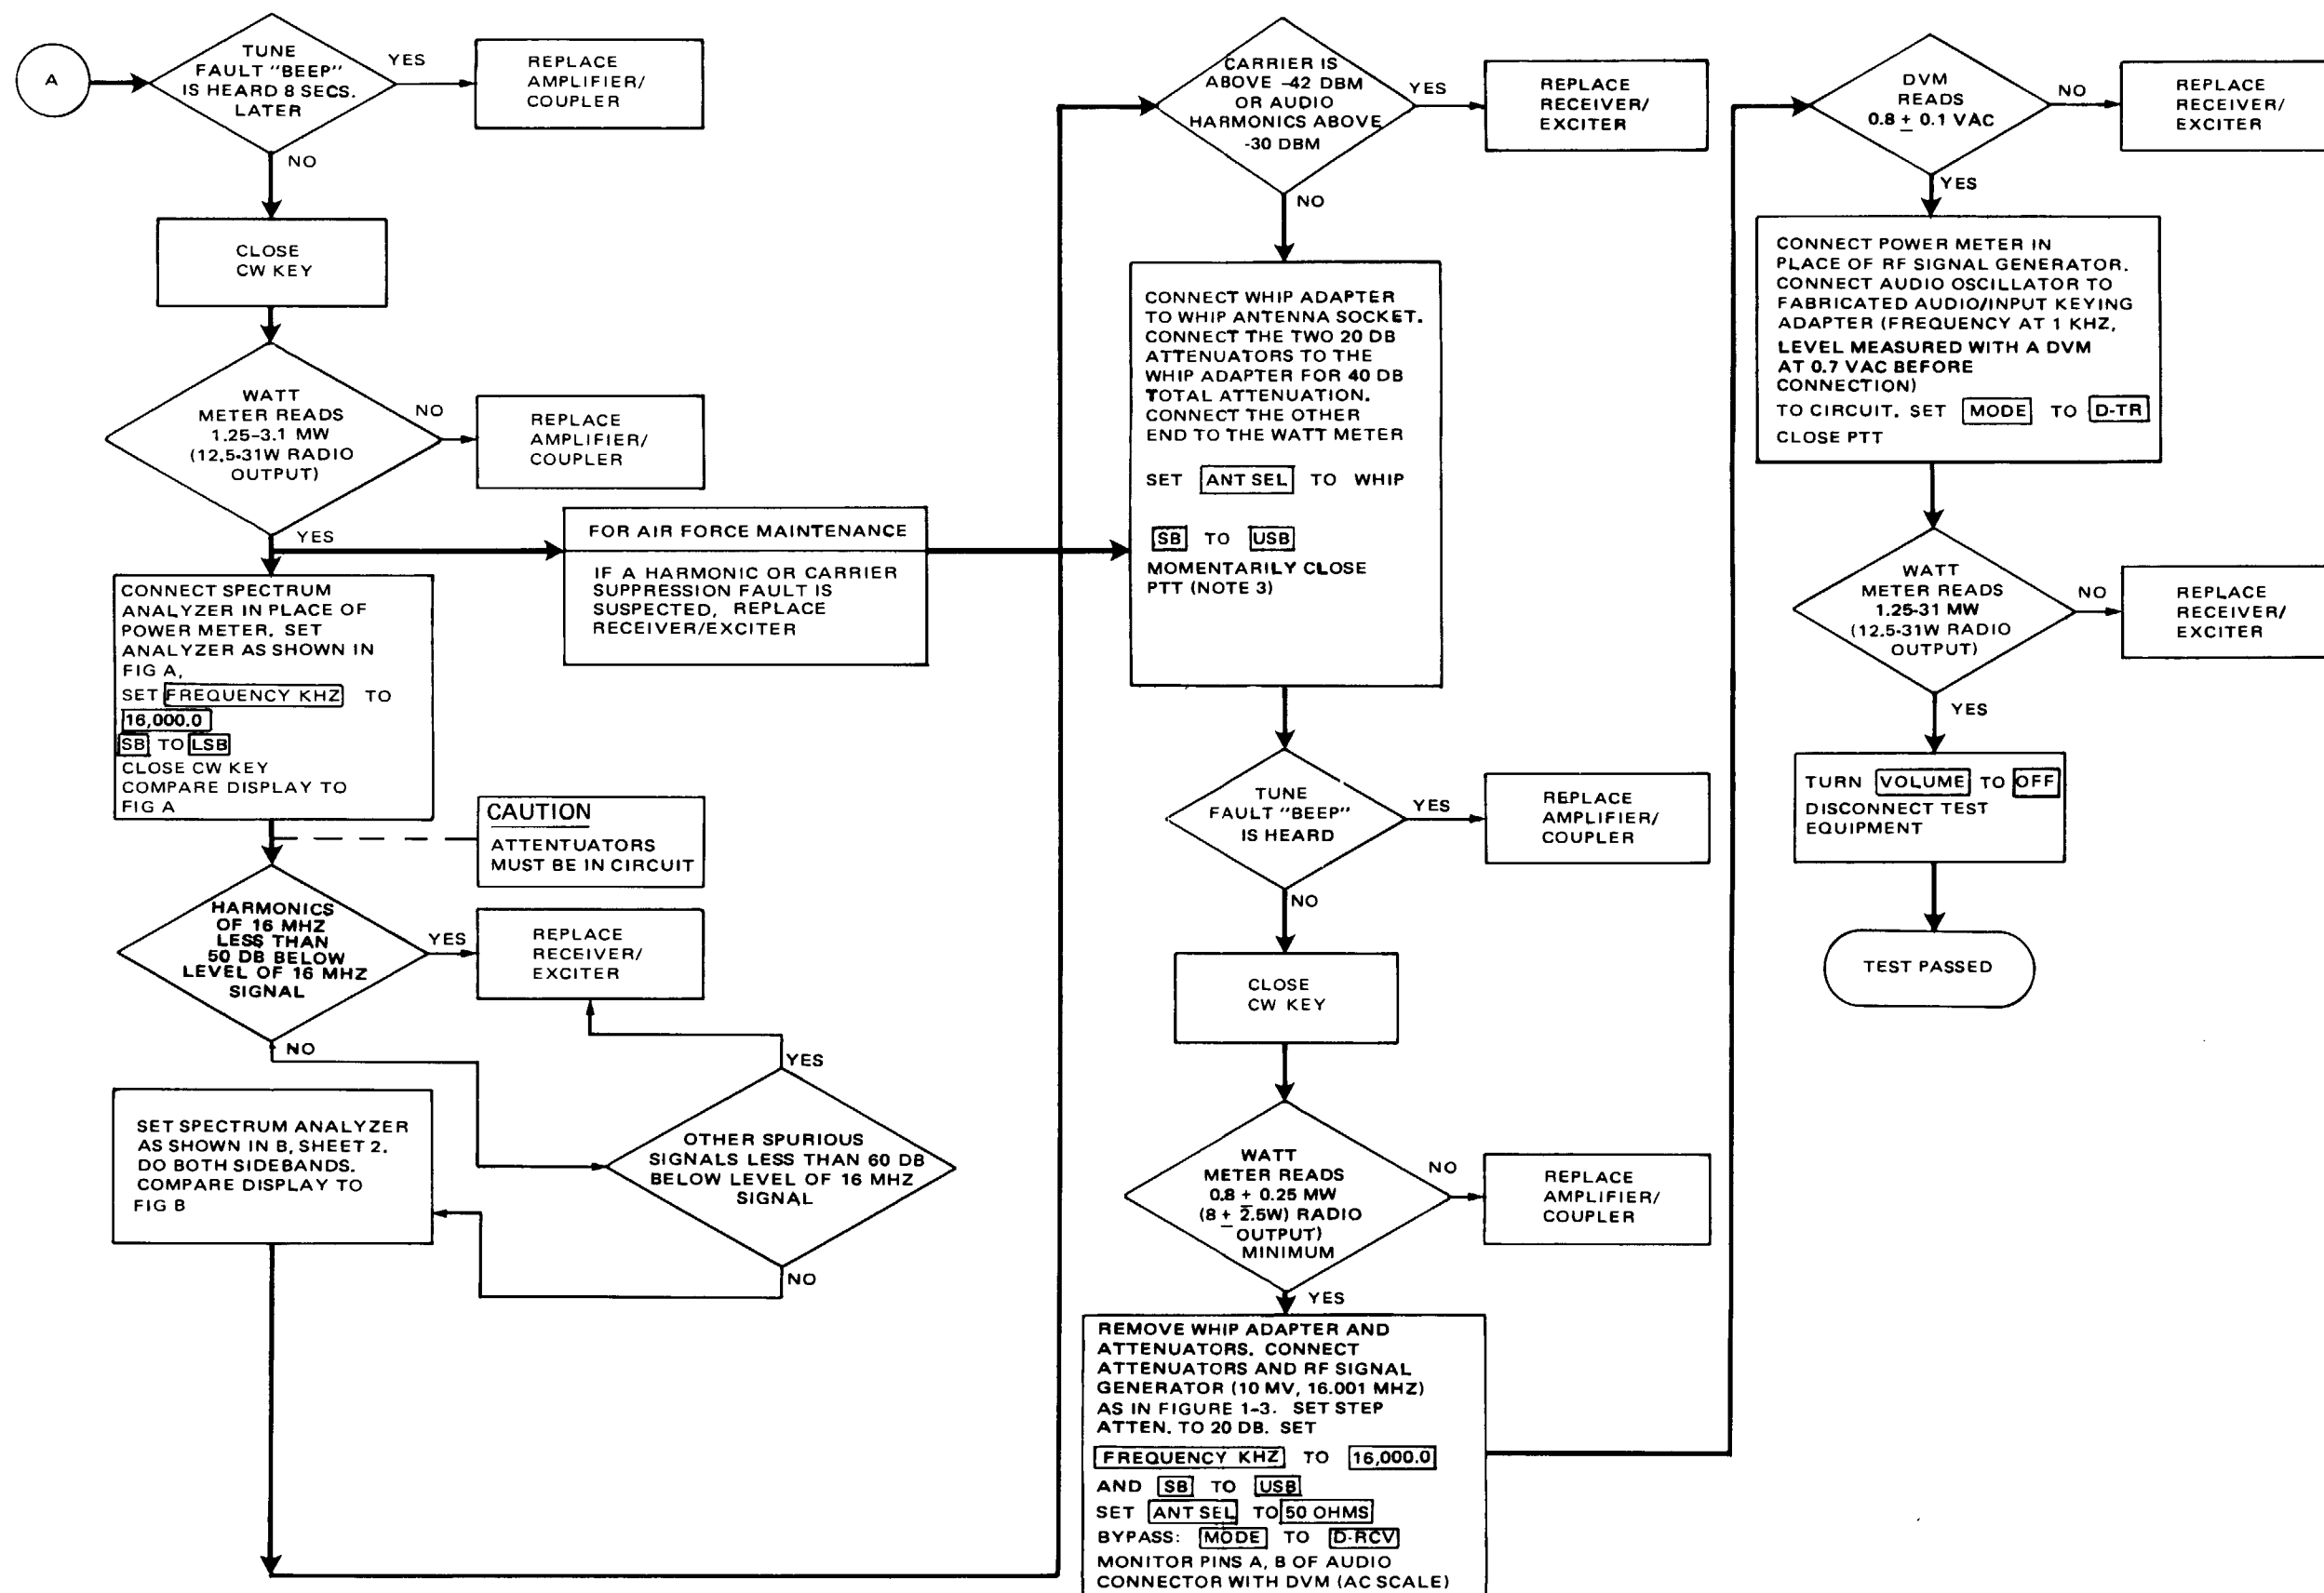 A
TUNE
FAULT "BEEP"
IS HEARD 8 SECS.
LATER
YES
REPLACE
AMPLIFIER/
COUPLER
NO
CLOSE
CW KEY
WATT
METER READS
1.25-3.1 MW
(12.5-31W RADIO
OUTPUT)
NO
REPLACE
AMPLIFIER/
COUPLER
YES
FOR AIR FORCE MAINTENANCE
IF A HARMONIC OR CARRIER
SUPPRESSION FAULT IS
SUSPECTED, REPLACE
RECEIVER/EXCITER
CONNECT SPECTRUM
ANALYZER IN PLACE OF
POWER METER. SET
ANALYZER AS SHOWN IN
FIG A,
SET FREQUENCY KHZ TO
16,000.0
SB TO LSB
CLOSE CW KEY
COMPARE DISPLAY TO
FIG A
CAUTION
ATTENTUATORS
MUST BE IN CIRCUIT
HARMONICS
OF 16 MHZ
LESS THAN
50 DB BELOW
LEVEL OF 16 MHZ
SIGNAL
YES
REPLACE
RECEIVER/
EXCITER
NO
YES
OTHER SPURIOUS
SIGNALS LESS THAN 60 DB
BELOW LEVEL OF 16 MHZ
SIGNAL
NO
SET SPECTRUM ANALYZER
AS SHOWN IN B, SHEET 2.
DO BOTH SIDEBANDS.
COMPARE DISPLAY TO
FIG B
CARRIER IS
ABOVE -42 DBM
OR AUDIO
HARMONICS ABOVE
-30 DBM
YES
REPLACE
RECEIVER/
EXCITER
NO
CONNECT WHIP ADAPTER
TO WHIP ANTENNA SOCKET.
CONNECT THE TWO 20 DB
ATTENUATORS TO THE
WHIP ADAPTER FOR 40 DB
TOTAL ATTENUATION.
CONNECT THE OTHER
END TO THE WATT METER
SET ANT SEL TO WHIP
SB TO USB
MOMENTARILY CLOSE
PTT (NOTE 3)
TUNE
FAULT "BEEP"
IS HEARD
YES
REPLACE
AMPLIFIER/
COUPLER
NO
CLOSE
CW KEY
WATT
METER READS
0.8 ± 0.25 MW
(8 ± 2.5W) RADIO
OUTPUT)
MINIMUM
NO
REPLACE
AMPLIFIER/
COUPLER
YES
REMOVE WHIP ADAPTER AND
ATTENUATORS. CONNECT
ATTENUATORS AND RF SIGNAL
GENERATOR (10 MV, 16.001 MHZ)
AS IN FIGURE 1-3. SET STEP
ATTEN. TO 20 DB. SET
FREQUENCY KHZ TO 16,000.0
AND SB TO USB
SET ANT SEL TO 50 OHMS
BYPASS: MODE TO D-RCV
MONITOR PINS A, B OF AUDIO
CONNECTOR WITH DVM (AC SCALE)
DVM
READS
0.8 ± 0.1 VAC
NO
REPLACE
RECEIVER/
EXCITER
YES
CONNECT POWER METER IN
PLACE OF RF SIGNAL GENERATOR.
CONNECT AUDIO OSCILLATOR TO
FABRICATED AUDIO/INPUT KEYING
ADAPTER (FREQUENCY AT 1 KHZ,
LEVEL MEASURED WITH A DVM
AT 0.7 VAC BEFORE
CONNECTION)
TO CIRCUIT. SET MODE TO D-TR
CLOSE PTT
WATT
METER READS
1.25-31 MW
(12.5-31W RADIO
OUTPUT)
NO
REPLACE
RECEIVER/
EXCITER
YES
TURN VOLUME TO OFF
DISCONNECT TEST
EQUIPMENT
TEST PASSED